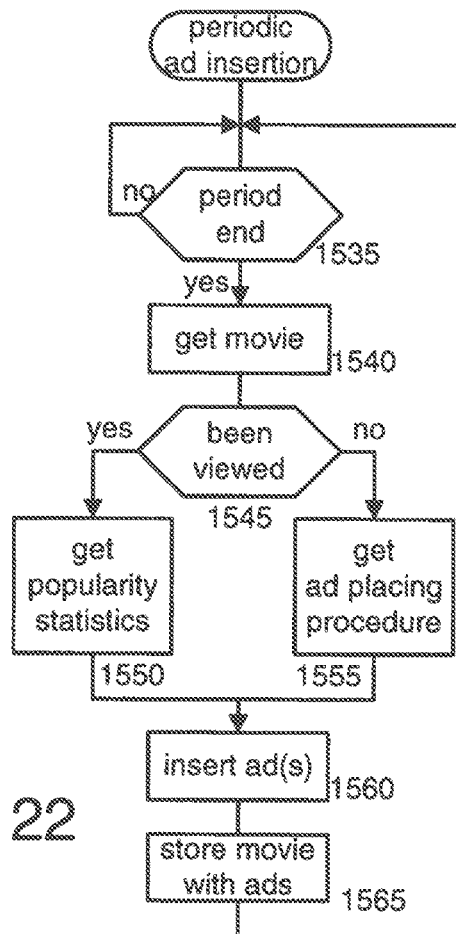 periodic
ad insertion
no
period
end
1535
yes
get movie
1540
yes
been
viewed
no
1545
get
popularity
statistics
1550
get
ad placing
procedure
1555
insert ad(s)
1560
22
store movie
with ads
1565